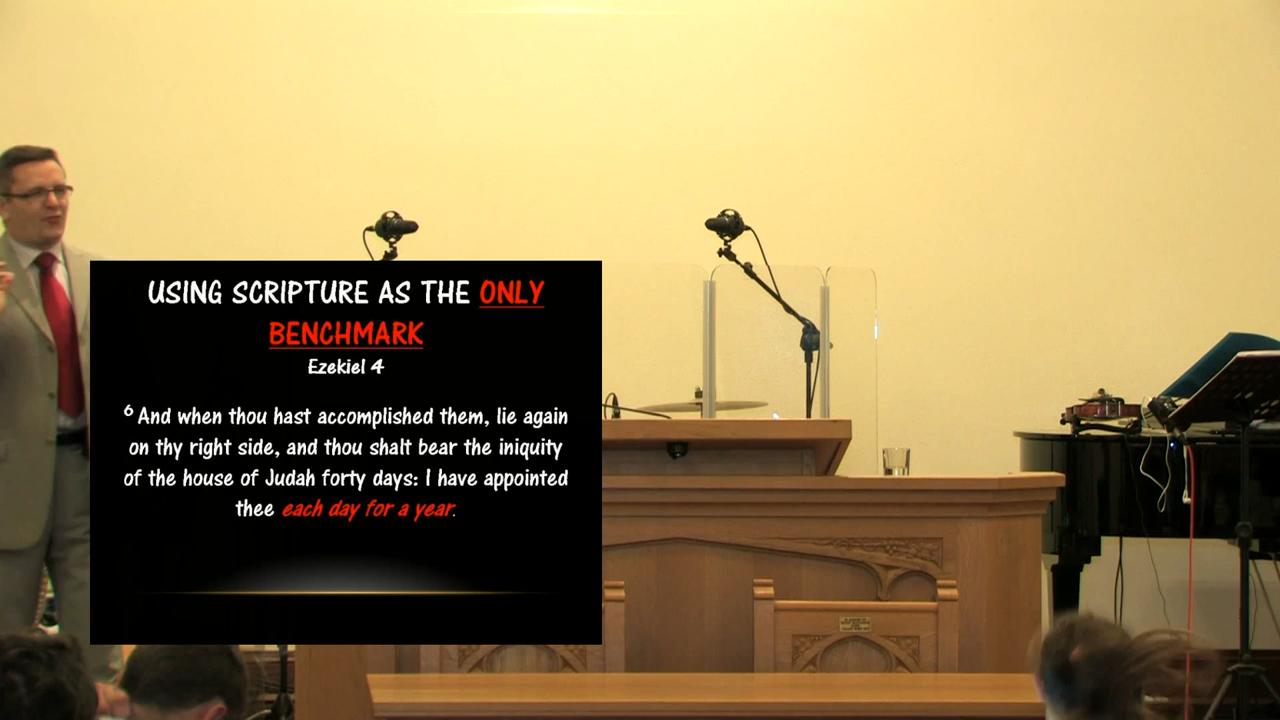 USING SCRIPTURE AS THE ONLY
BENCHMARK
Ezekiel 4
6 And when thou hast accomplished them, lie again
on thy right side, and thou shalt bear the iniquity
of the house of Judah forty days: I have appointed
thee each day for a year.